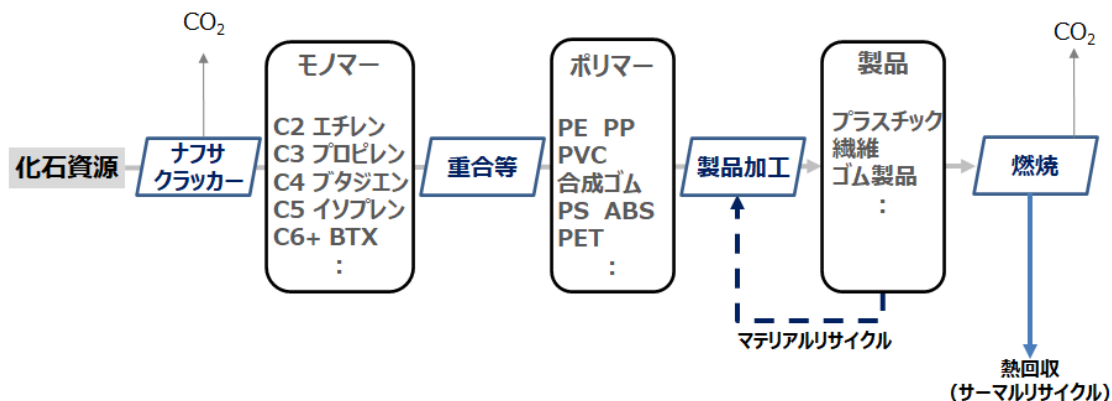 CO2
CO2
化石資源
ナフサ
クラッカー
モノマー
C2 エチレン
C3 プロピレン
C4 ブタジエン
C5 イソプレン
C6+ BTX
:
重合等
ポリマー
PE PP
PVC
合成ゴム
PS ABS
PET
:
製品加工
製品
プラスチック
繊維
ゴム製品
:
燃焼
マテリアルリサイクル
熱回収
(サーマルリサイクル)